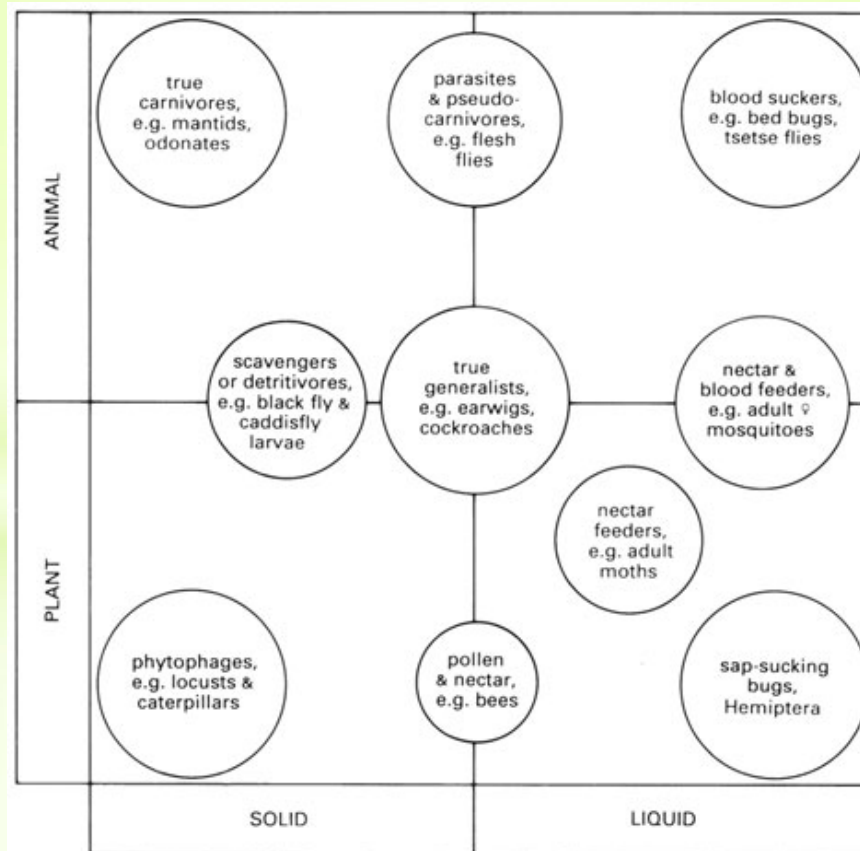 ANIMAL
true
carnivores,
e.g. mantids,
odonates
parasites
& pseudo-
carnivores,
e.g. flesh
flies
blood suckers,
e.g. bed bugs,
tsetse flies
scavengers
or detritivores,
e.g. black fly &
caddisfly
larvae
true
generalists,
e.g. earwigs,
cockroaches
nectar &
blood feeders,
e.g. adult ♀
mosquitoes
PLANT
nectar
feeders,
e.g. adult
moths
phytophages,
e.g. locusts &
caterpillars
pollen
& nectar,
e.g. bees
sap-sucking
bugs,
Hemiptera
SOLID
LIQUID